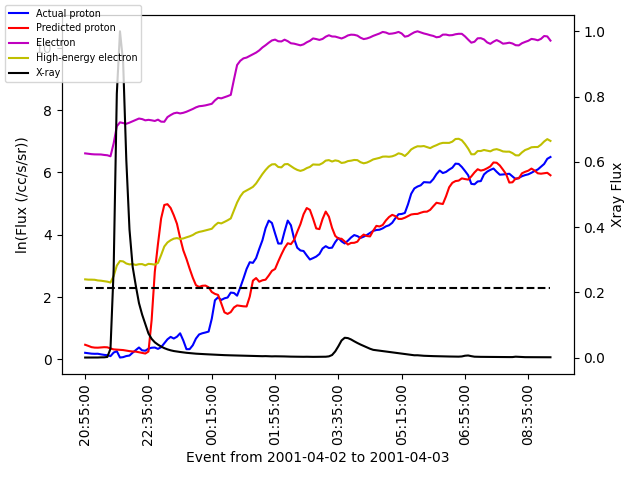 Actual proton
Predicted proton
Electron
High-energy electron
X-ray
10
8
6
4
2
0
ln(Flux (/cc/s/sr))
1.0
0.8
0.6
0.4
0.2
0.0
Xray Flux
20:55:00
22:35:00
00:15:00
01:55:00
03:35:00
05:15:00
06:55:00
08:35:00
Event from 2001-04-02 to 2001-04-03